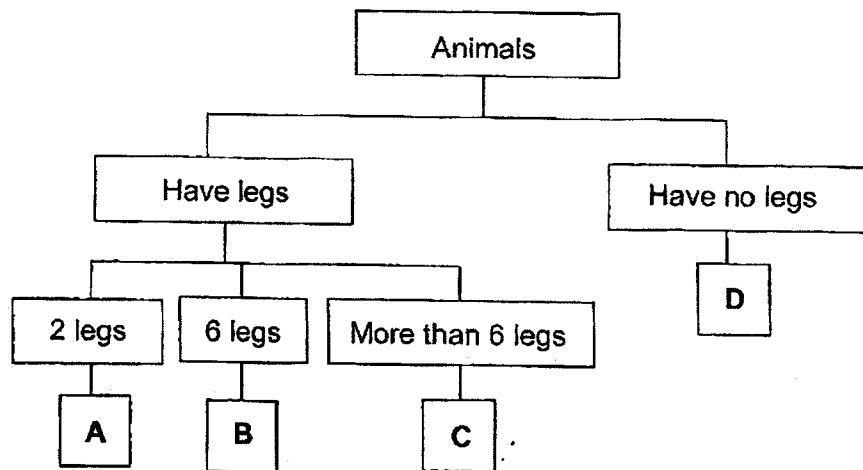 Animals
Have legs
Have no legs
2 legs
6 legs
More than 6 legs
D
A
B
C